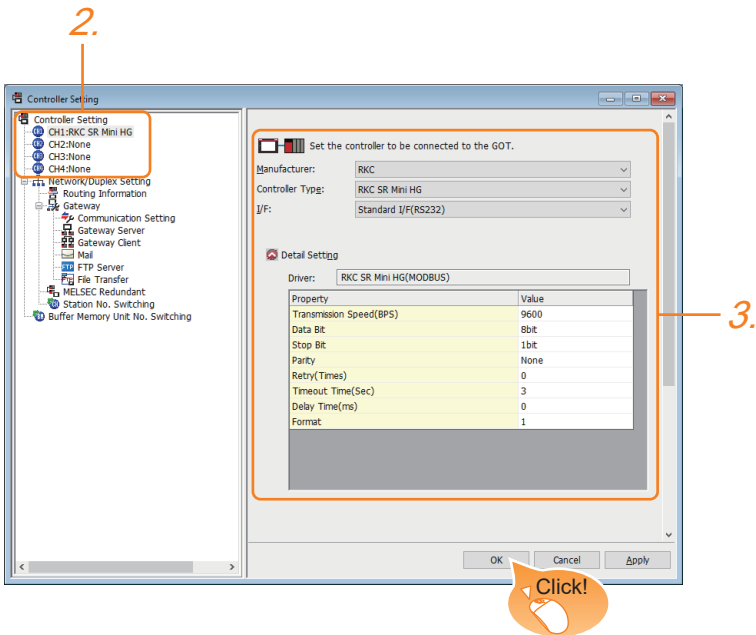 2.
Controller Setting
Controller Setting
CH1:RKC SR Mini HG
CH2:None
CH3:None
CH4:None
Network/Duplex Setting
Routing Information
Gateway
Communication Setting
Gateway Server
Gateway Client
Mail
FTP Server
File Transfer
MELSEC Redundant
Station No. Switching
Buffer Memory Unit No. Switching
Set the controller to be connected to the GOT.
Manufacturer: RKC
Controller Type: RKC SR Mini HG
I/F: Standard I/F(RS232)
Detail Setting
Driver: RKC SR Mini HG(MODBUS)
Property Value
Transmission Speed(BPS) 9600
Data Bit 8bit
Stop Bit 1bit
Parity None
Retry(Times) 0
Timeout Time(Sec) 3
Delay Time(ms) 0
Format 1
3.
OK Cancel Apply
Click!